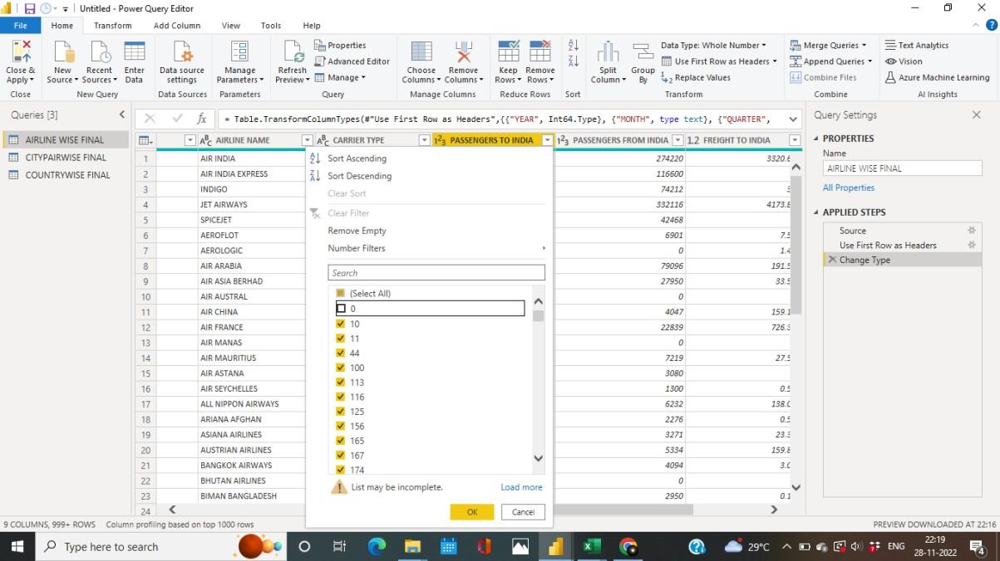 Untitled - Power Query Editor
File Home Transform Add Column View Tools Help
Close & Apply
New Source
Recent Sources
Enter Data
Data source settings
Manage Parameters
Refresh Preview
Properties
Advanced Editor
Manage
Choose Columns
Remove Columns
Keep Rows
Remove Rows
Split Column
Group By
Data Type: Whole Number
Use First Row as Headers
Replace Values
Merge Queries
Append Queries
Combine Files
Text Analytics
Vision
Azure Machine Learning
Close New Query Data Sources Parameters Query Manage Columns Reduce Rows Sort Transform Combine AI Insights
Queries [3]
AIRLINE WISE FINAL
CITYPAIRWISE FINAL
COUNTRYWISE FINAL
fx = Table.TransformColumnTypes(#"Use First Row as Headers",{{"YEAR", Int64.Type}, {"MONTH", type text}, {"QUARTER",
ABC AIRLINE NAME ABC CARRIER TYPE 123 PASSENGERS TO INDIA 123 PASSENGERS FROM INDIA 1.2 FREIGHT TO INDIA
1 AIR INDIA 274220 3320.6
2 AIR INDIA EXPRESS 116600
3 INDIGO 74212
4 JET AIRWAYS 332116 4173.8
5 SPICEJET 42468
6 AEROFLOT 6901 7.5
7 AEROLOGIC 0 1.4
8 AIR ARABIA 79096 191.5
9 AIR ASIA BERHAD 27950 33.5
10 AIR AUSTRAL 0
11 AIR CHINA 4047 159.1
12 AIR FRANCE 22839 726.3
13 AIR MANAS 0
14 AIR MAURITIUS 7219 27.5
15 AIR ASTANA 3080
16 AIR SEYCHELLES 1300 0.5
17 ALL NIPPON AIRWAYS 6232 138.0
18 ARIANA AFGHAN 2276 0.5
19 ASIANA AIRLINES 3271 23.3
20 AUSTRIAN AIRLINES 5334 159.8
21 BANGKOK AIRWAYS 4094 3.0
22 BHUTAN AIRLINES 0
23 BIMAN BANGLADESH 2950 0.1
24
Sort Ascending
Sort Descending
Clear Sort
Clear Filter
Remove Empty
Number Filters
Search
(Select All)
0
10
11
44
100
113
116
125
156
165
167
174
List may be incomplete. Load more
OK Cancel
Query Settings
PROPERTIES
Name
AIRLINE WISE FINAL
All Properties
APPLIED STEPS
Source
Use First Row as Headers
Change Type
9 COLUMNS, 999+ ROWS Column profiling based on top 1000 rows PREVIEW DOWNLOADED AT 22:16
Type here to search
29°C
ENG
22:19
28-11-2022
4